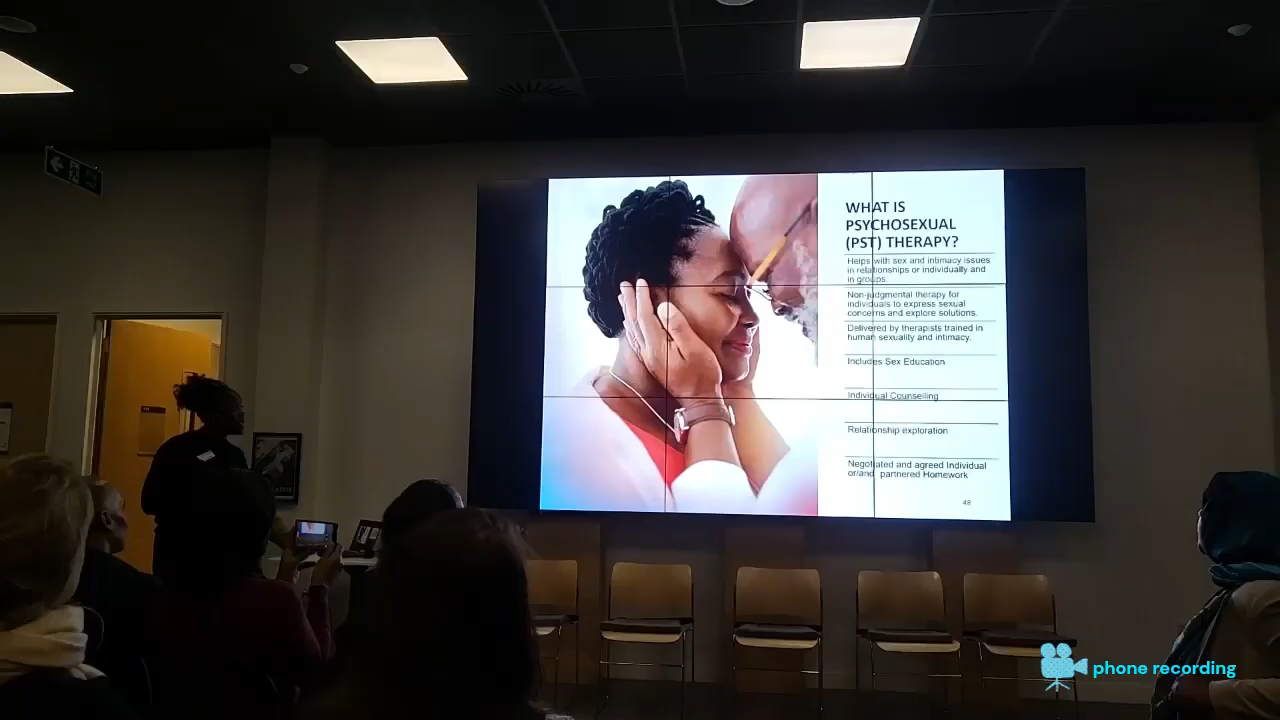 WHAT IS
PSYCHOSEXUAL
(PST) THERAPY?
Helps with sex and intimacy issues
in relationships or individually and
in groups.
Non-judgmental therapy for
individuals to express sexual
concerns and explore solutions.
Delivered by therapists trained in
human sexuality and intimacy.
Includes Sex Education
Individual Counselling
Relationship exploration
Negotiated and agreed Individual
or/and partnered Homework
48
phone recording